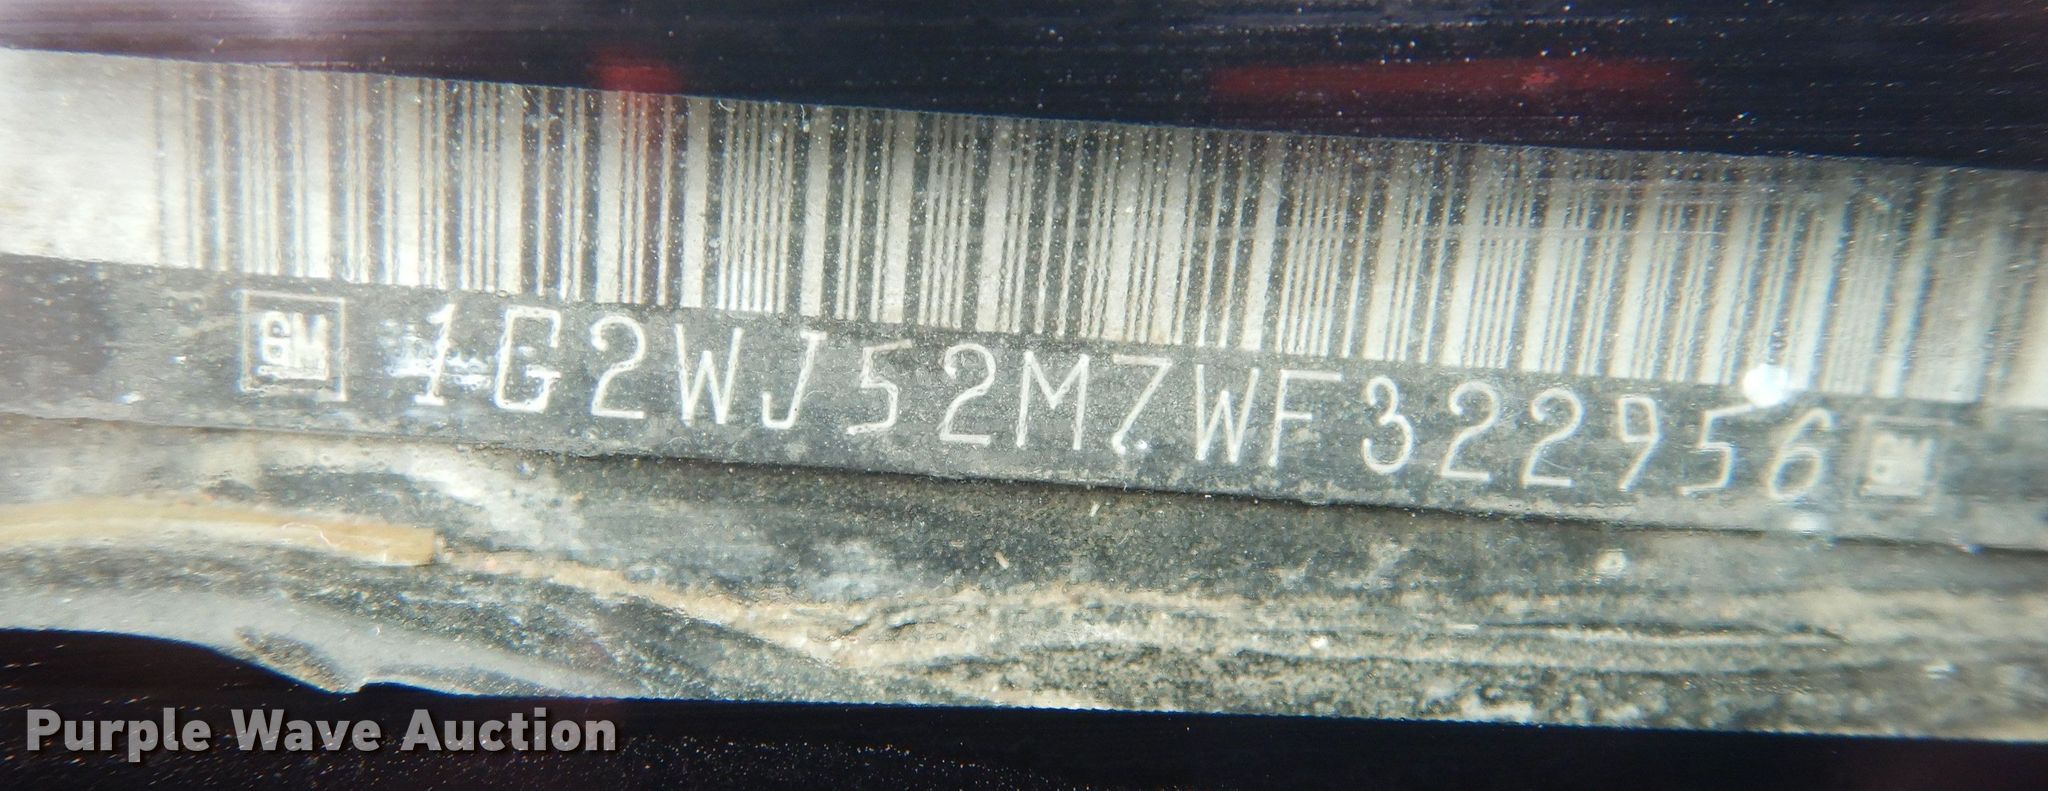 GM 1G2WJ52M7WF322956 GM
Purple Wave Auction